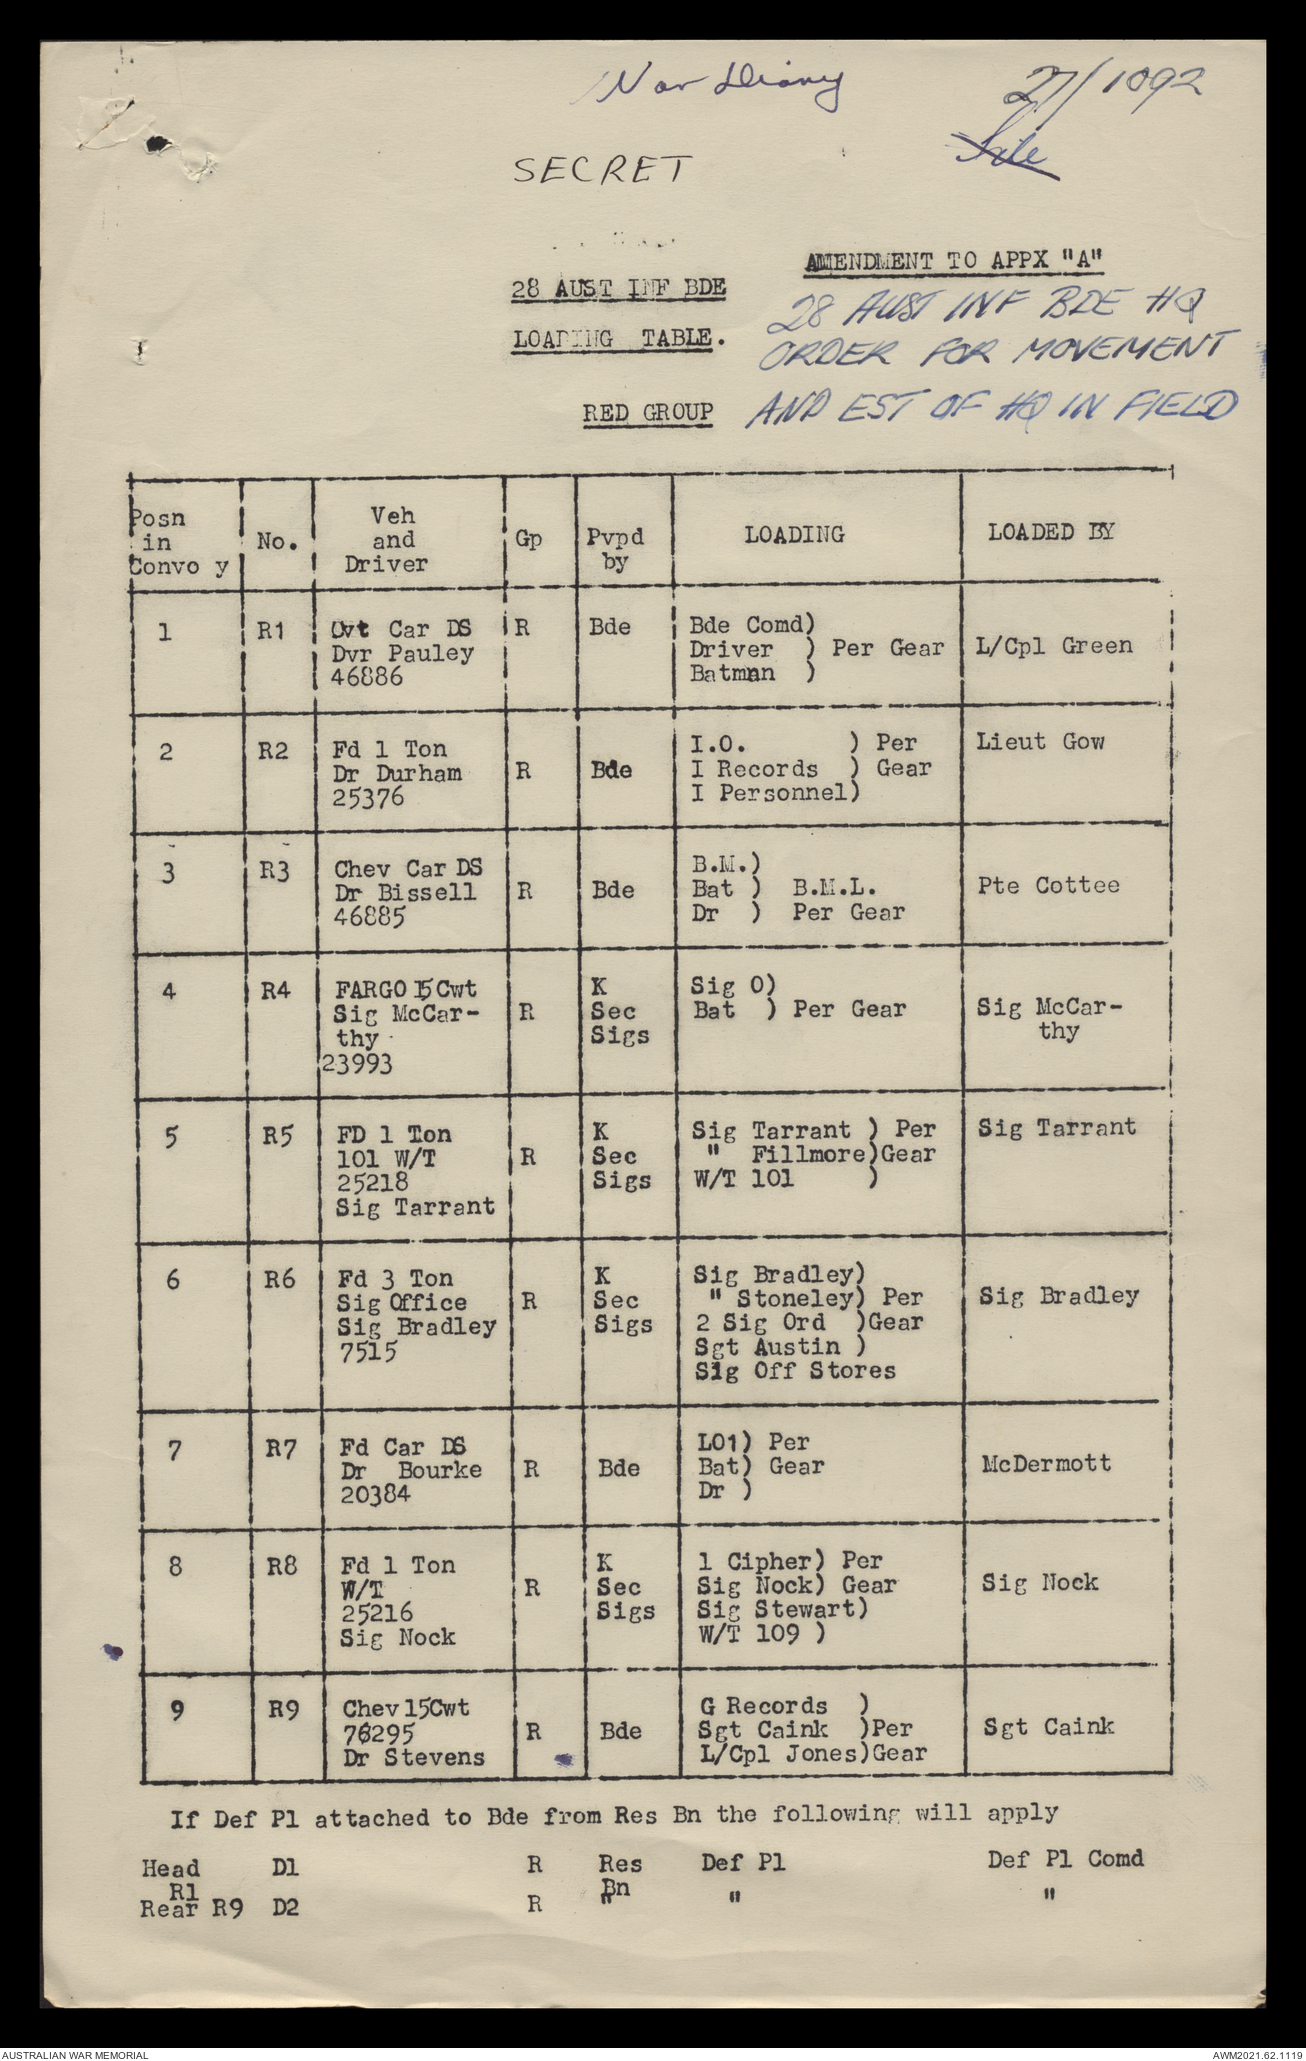 War Diary
27/1092
SECRET
AMENDMENT TO APPX "A"
28 AUST INF BDE
28 AUST INF BDE HQ
LOADING TABLE.
ORDER FOR MOVEMENT
RED GROUP
AND EST OF HQ IN FIELD
Posn in Convo y | No. | Veh and Driver | Gp | Pvpd by | LOADING | LOADED BY
1 R1 Cvt Car DS R Bde Bde Comd)
Dvr Pauley Driver ) Per Gear L/Cpl Green
46886 Batman )
2 R2 Fd 1 Ton I.O. ) Per Lieut Gow
Dr Durham R Bde I Records ) Gear
25376 I Personnel)
3 R3 Chev Car DS B.M.)
Dr Bissell R Bde Bat ) B.M.L. Pte Cottee
46885 Dr ) Per Gear
4 R4 FARGO 15Cwt K Sig O)
Sig McCar- R Sec Bat ) Per Gear Sig McCar-
thy Sigs thy
23993
5 R5 FD 1 Ton K Sig Tarrant ) Per Sig Tarrant
101 W/T R Sec " Fillmore)Gear
25218 Sigs W/T 101 )
Sig Tarrant
6 R6 Fd 3 Ton K Sig Bradley)
Sig Office R Sec " Stoneley) Per Sig Bradley
Sig Bradley Sigs 2 Sig Ord )Gear
7515 Sgt Austin )
Sig Off Stores
7 R7 Fd Car DS LO1) Per
Dr Bourke R Bde Bat) Gear McDermott
20384 Dr )
8 R8 Fd 1 Ton K 1 Cipher) Per
W/T R Sec Sig Nock) Gear Sig Nock
25216 Sigs Sig Stewart)
Sig Nock W/T 109 )
9 R9 Chev 15Cwt G Records )
76295 R Bde Sgt Caink )Per Sgt Caink
Dr Stevens L/Cpl Jones)Gear
If Def Pl attached to Bde from Res Bn the following will apply
Head D1 R Res Def Pl Def Pl Comd
R1 Bn
Rear R9 D2 R " " "
AUSTRALIAN WAR MEMORIAL
AWM2021.62.1119